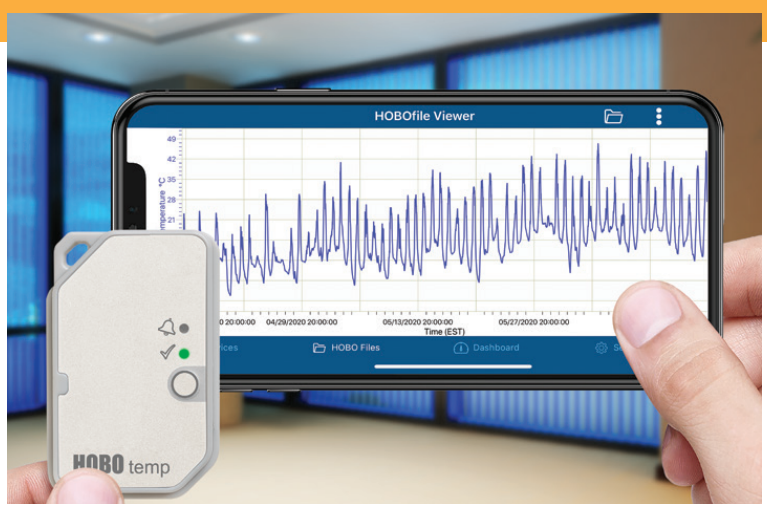 HOBOfile Viewer
49
42
35
28
21
Temperature °C
20:00:00 04/29/2020 20:00:00 05/13/2020 20:00:00 05/27/2020 20:00:00
Time (EST)
HOBO Files Dashboard
HOBO temp